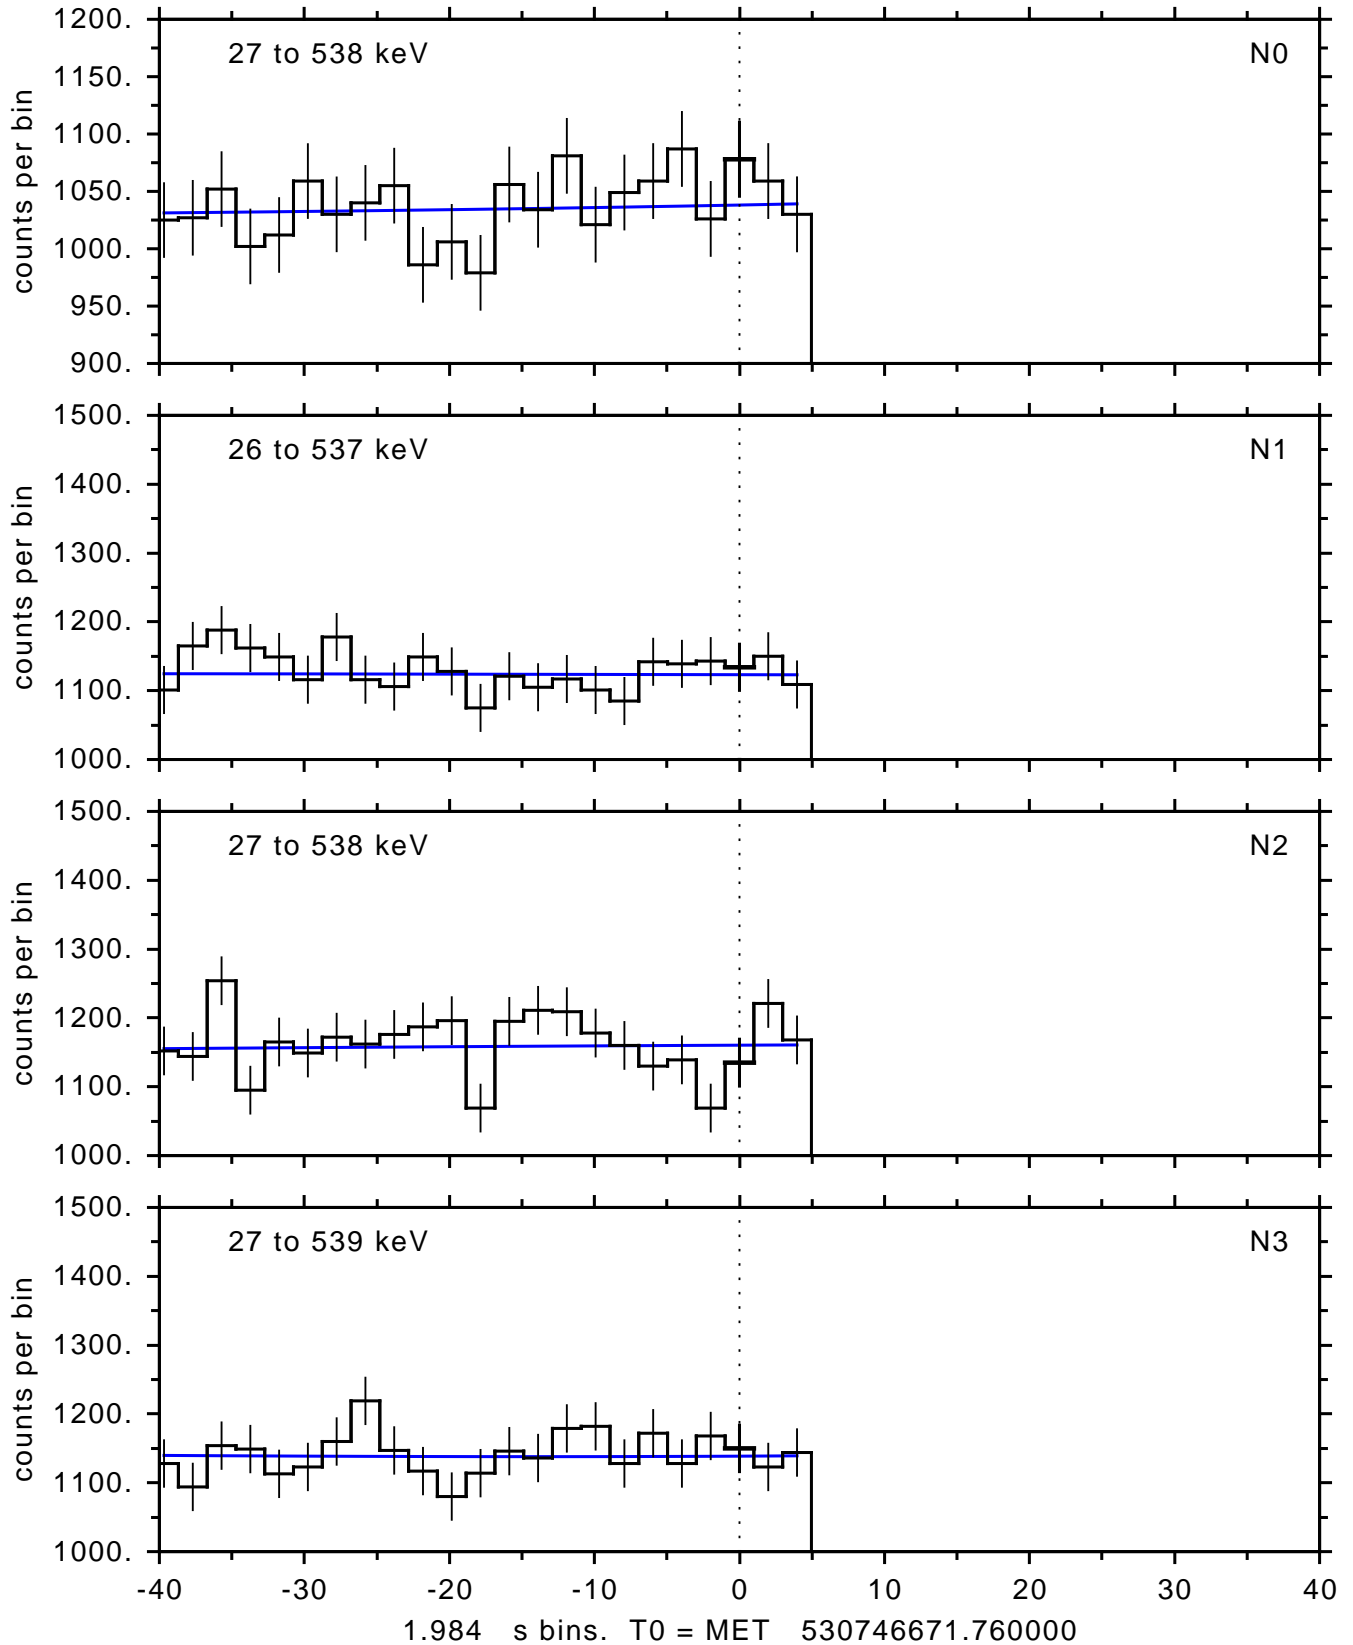 1200.
1150.
1100.
1050.
1000.
950.
900.
counts per bin
27 to 538 keV
N0
1500.
1400.
1300.
1200.
1100.
1000.
counts per bin
26 to 537 keV
N1
1500.
1400.
1300.
1200.
1100.
1000.
counts per bin
27 to 538 keV
N2
1500.
1400.
1300.
1200.
1100.
1000.
counts per bin
27 to 539 keV
N3
-40 -30 -20 -10 0 10 20 30 40
1.984 s bins. T0 = MET 530746671.760000